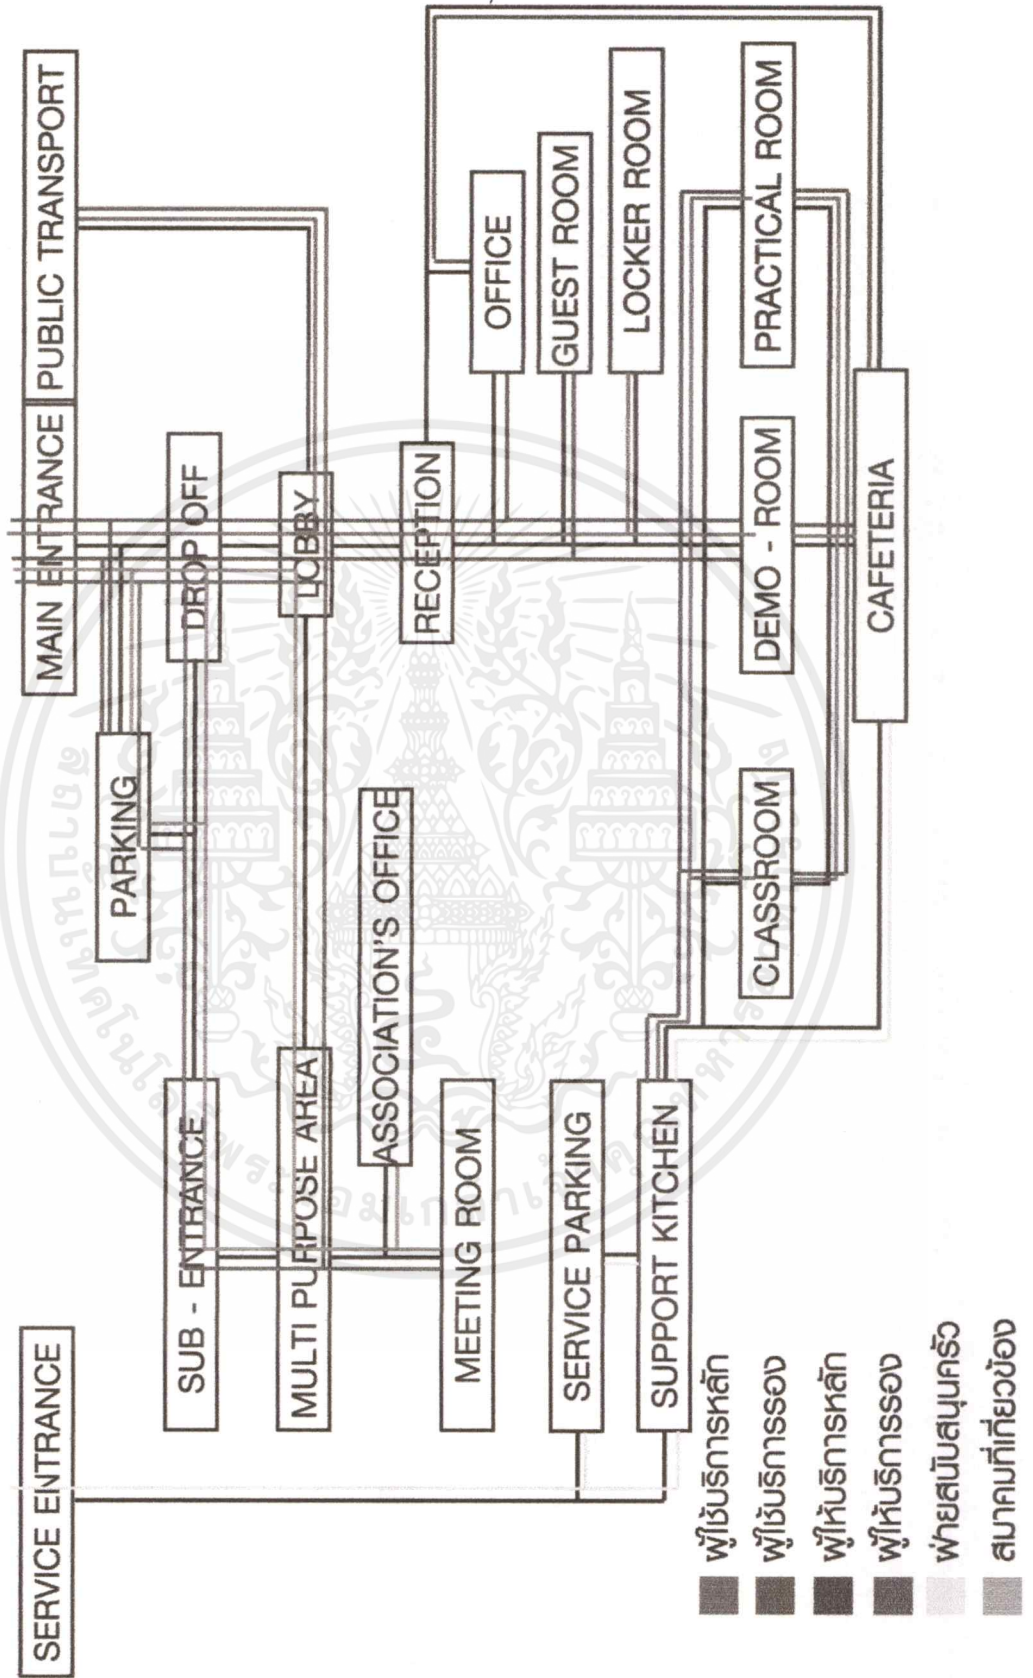 SERVICE ENTRANCE
MAIN ENTRANCE
PUBLIC TRANSPORT
PARKING
SUB - ENTRANCE
DROP OFF
MULTI PURPOSE AREA
LOBBY
ASSOCIATION'S OFFICE
RECEPTION
MEETING ROOM
OFFICE
SERVICE PARKING
GUEST ROOM
SUPPORT KITCHEN
LOCKER ROOM
CLASSROOM
DEMO - ROOM
PRACTICAL ROOM
CAFETERIA
ผู้ใช้บริการหลัก
ผู้ใช้บริการรอง
ผู้ให้บริการหลัก
ผู้ให้บริการรอง
ฝ่ายสนับสนุนครัว
สมาคมที่เกี่ยวข้อง